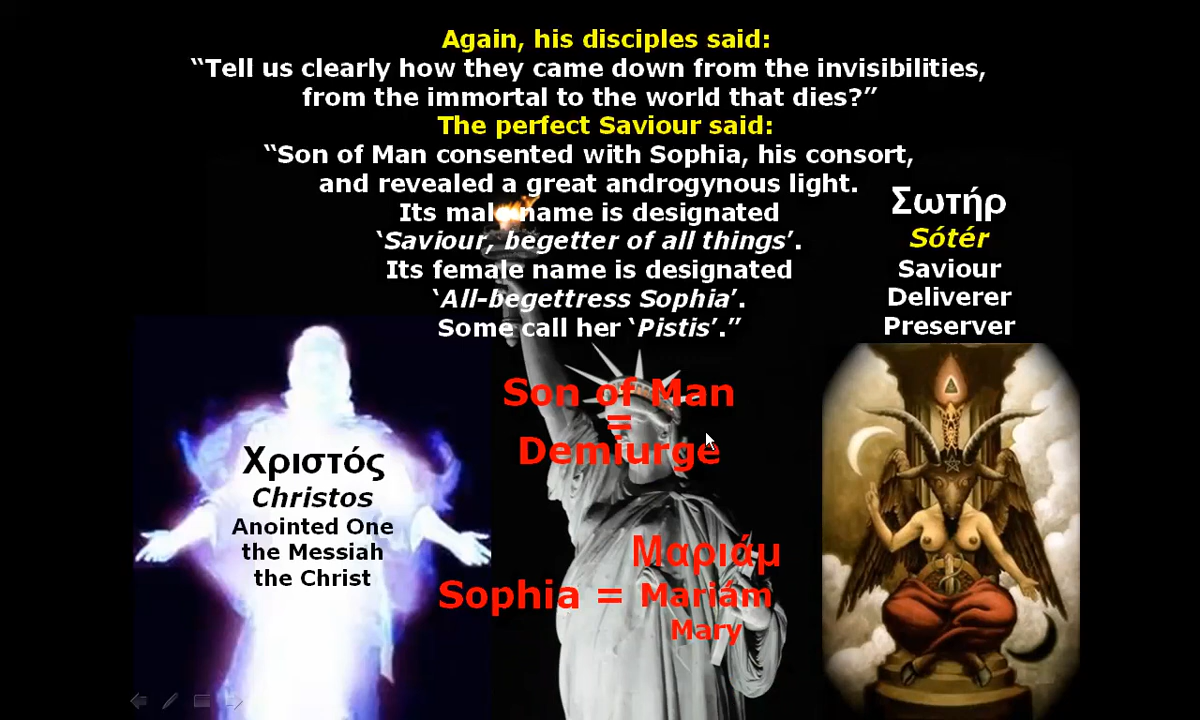 Again, his disciples said:
“Tell us clearly how they came down from the invisibilities,
from the immortal to the world that dies?”
The perfect Saviour said:
“Son of Man consented with Sophia, his consort,
and revealed a great androgynous light.
Its male name is designated
‘Saviour, begetter of all things’.
Its female name is designated
‘All-begettress Sophia’.
Some call her ‘Pistis’.”
Σωτήρ
Sótér
Saviour
Deliverer
Preserver
Son of Man
=
Demiurge
Χριστός
Christos
Anointed One
the Messiah
the Christ
Μαριάμ
Sophia = Mariám
Mary